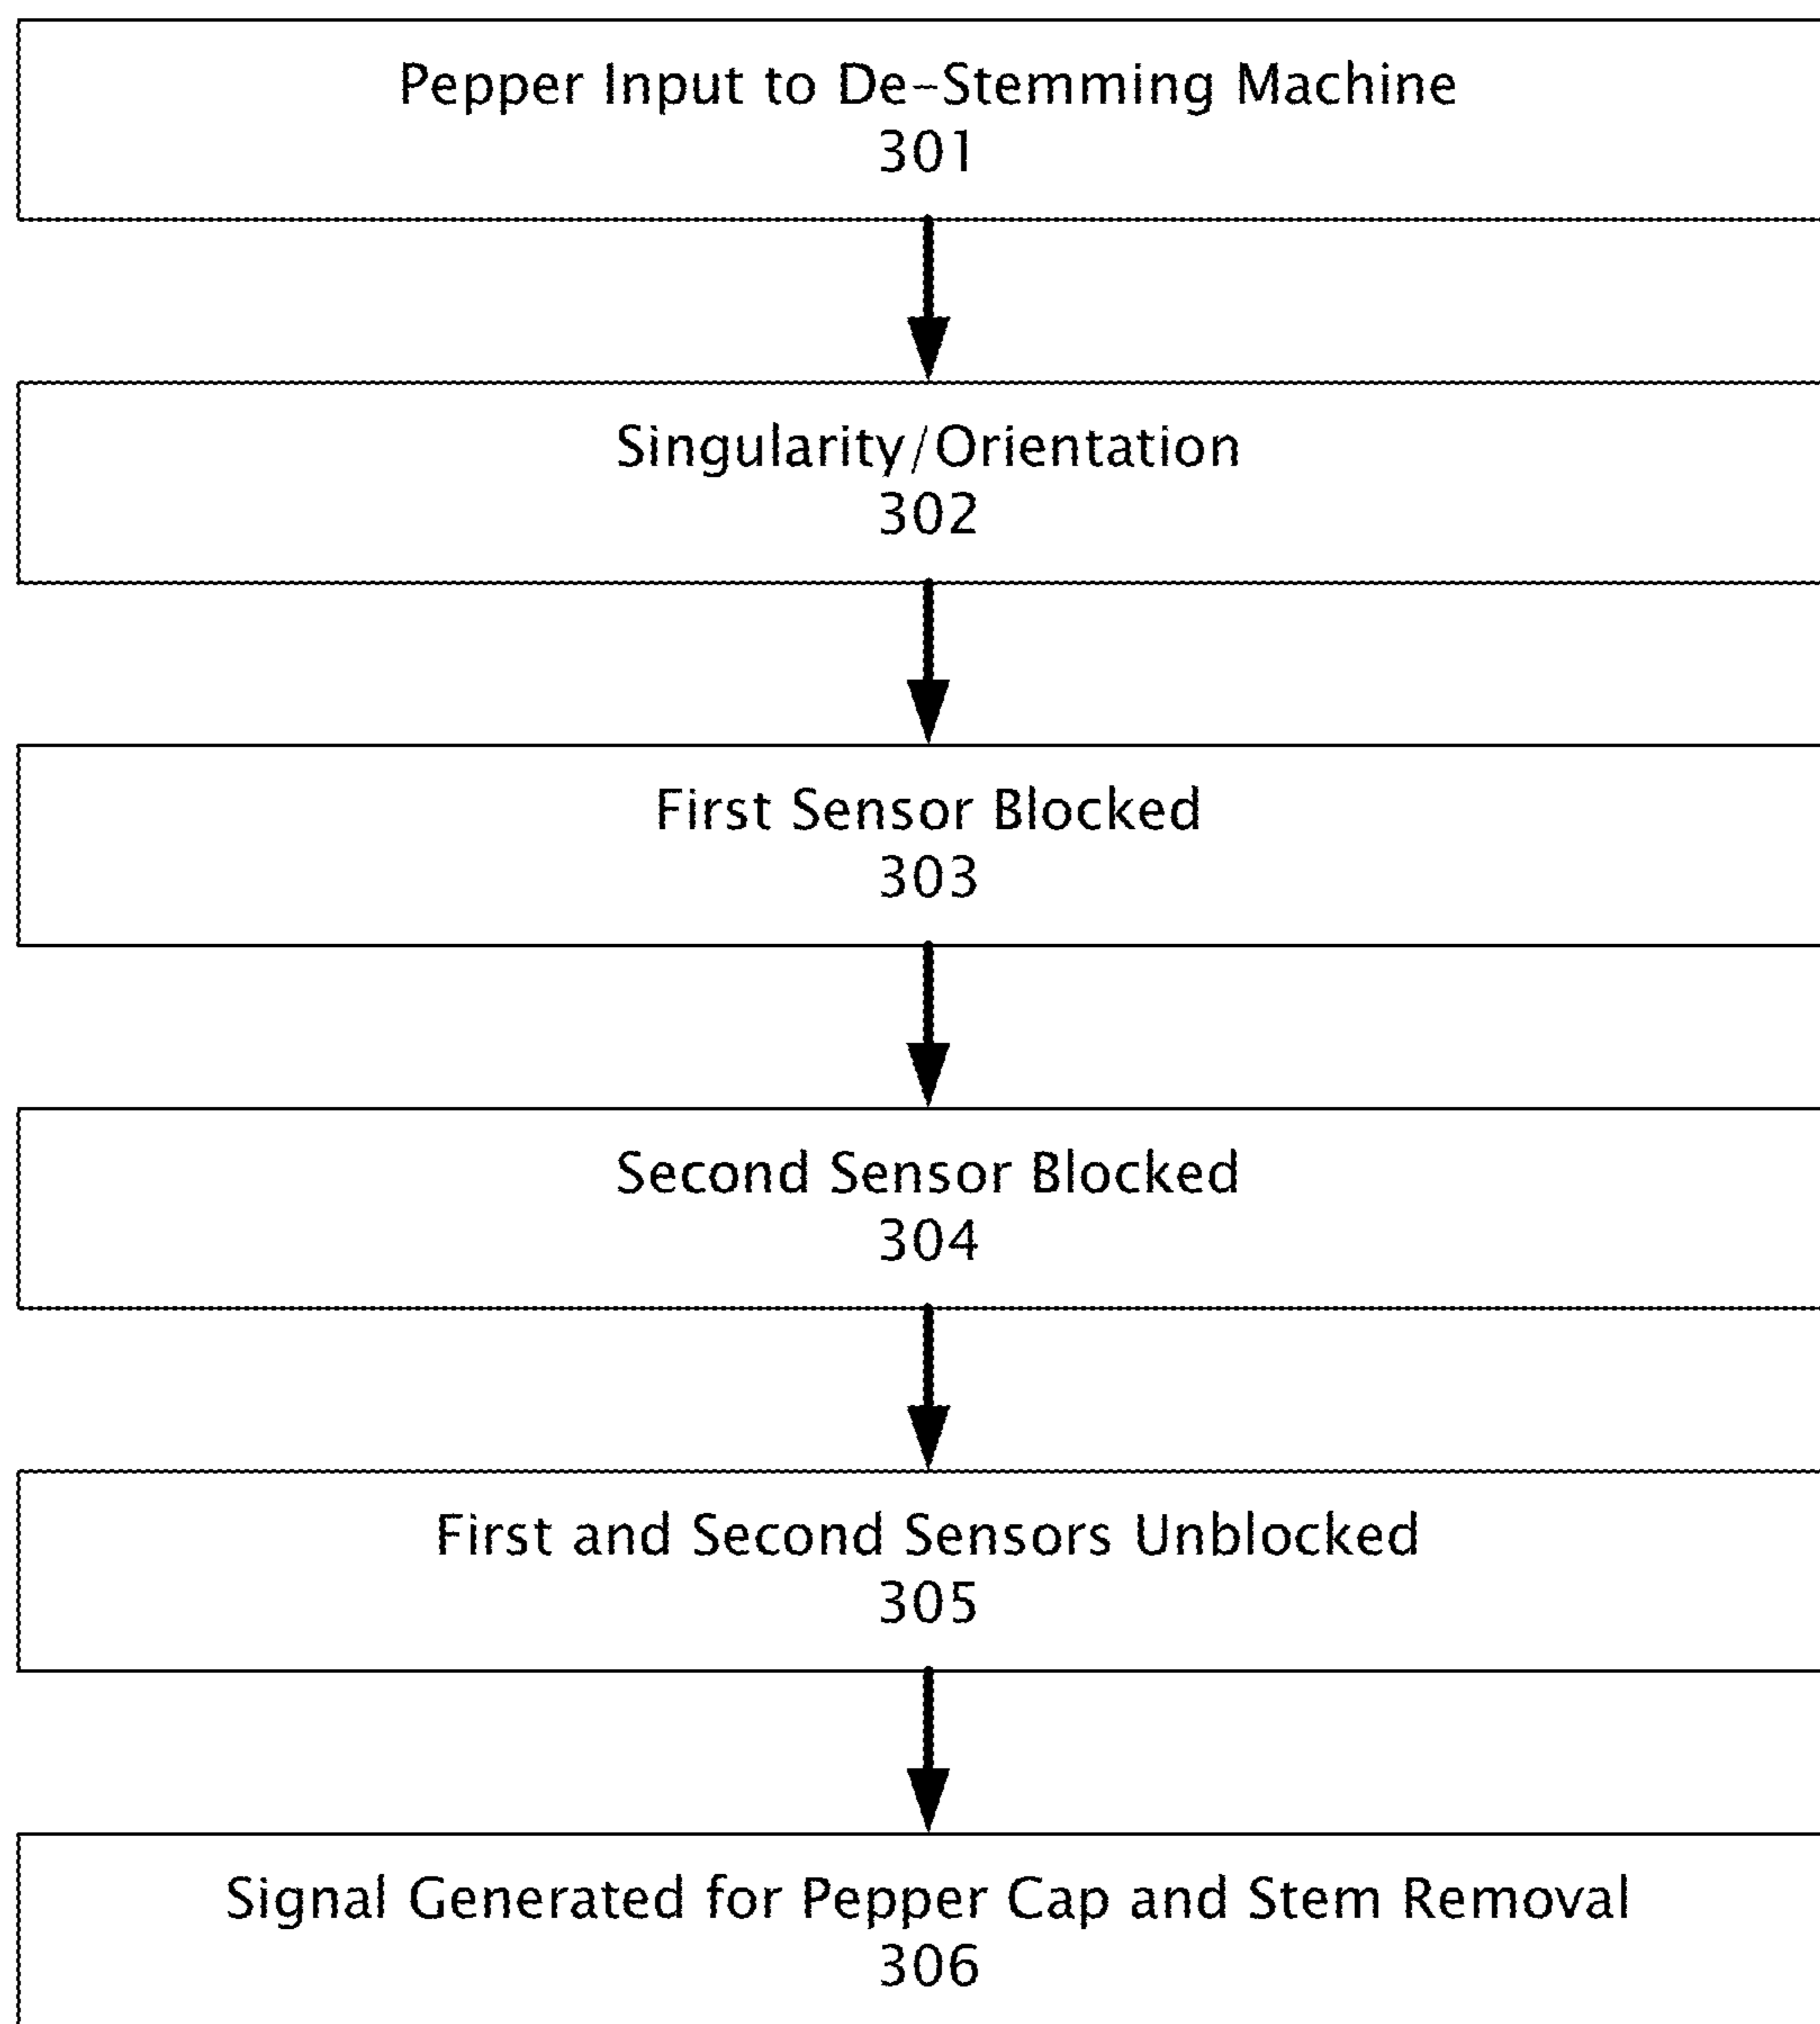 Pepper Input to De-Stemming Machine
301
Singularity/Orientation
302
First Sensor Blocked
303
Second Sensor Blocked
304
First and Second Sensors Unblocked
305
Signal Generated for Pepper Cap and Stem Removal
306